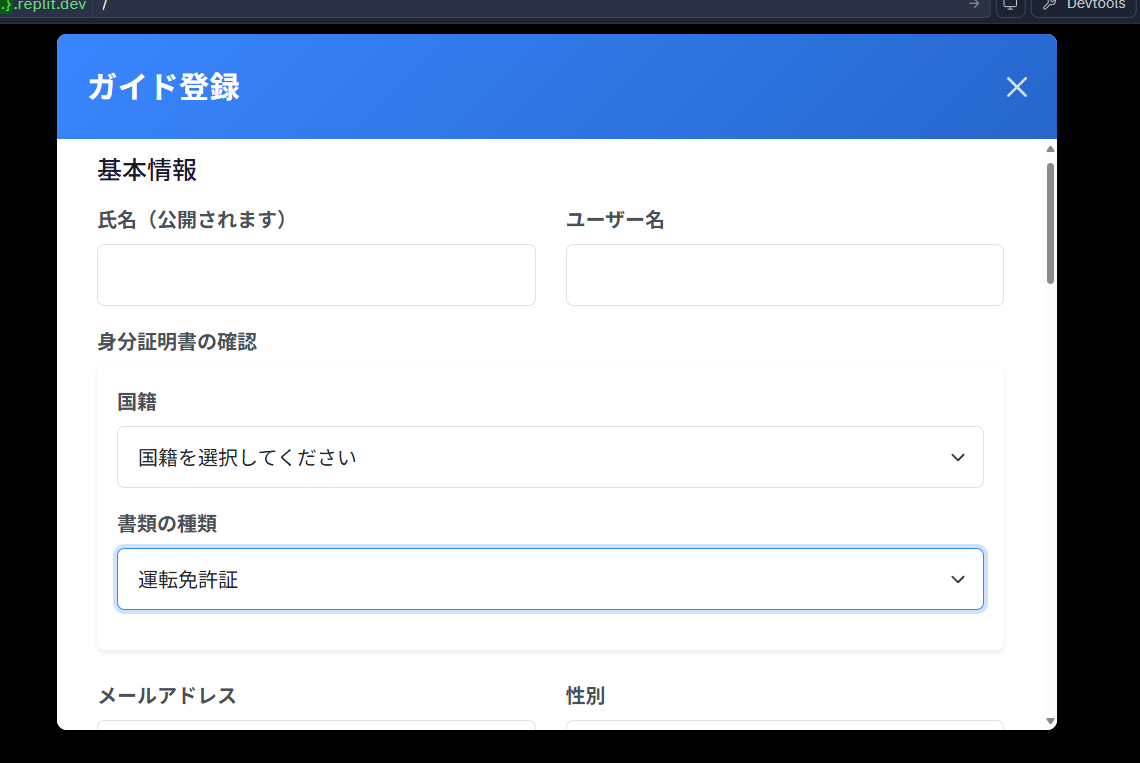 .}.replit.dev /
Devtools
ガイド登録
基本情報
氏名（公開されます）
ユーザー名
身分証明書の確認
国籍
国籍を選択してください
書類の種類
運転免許証
メールアドレス
性別